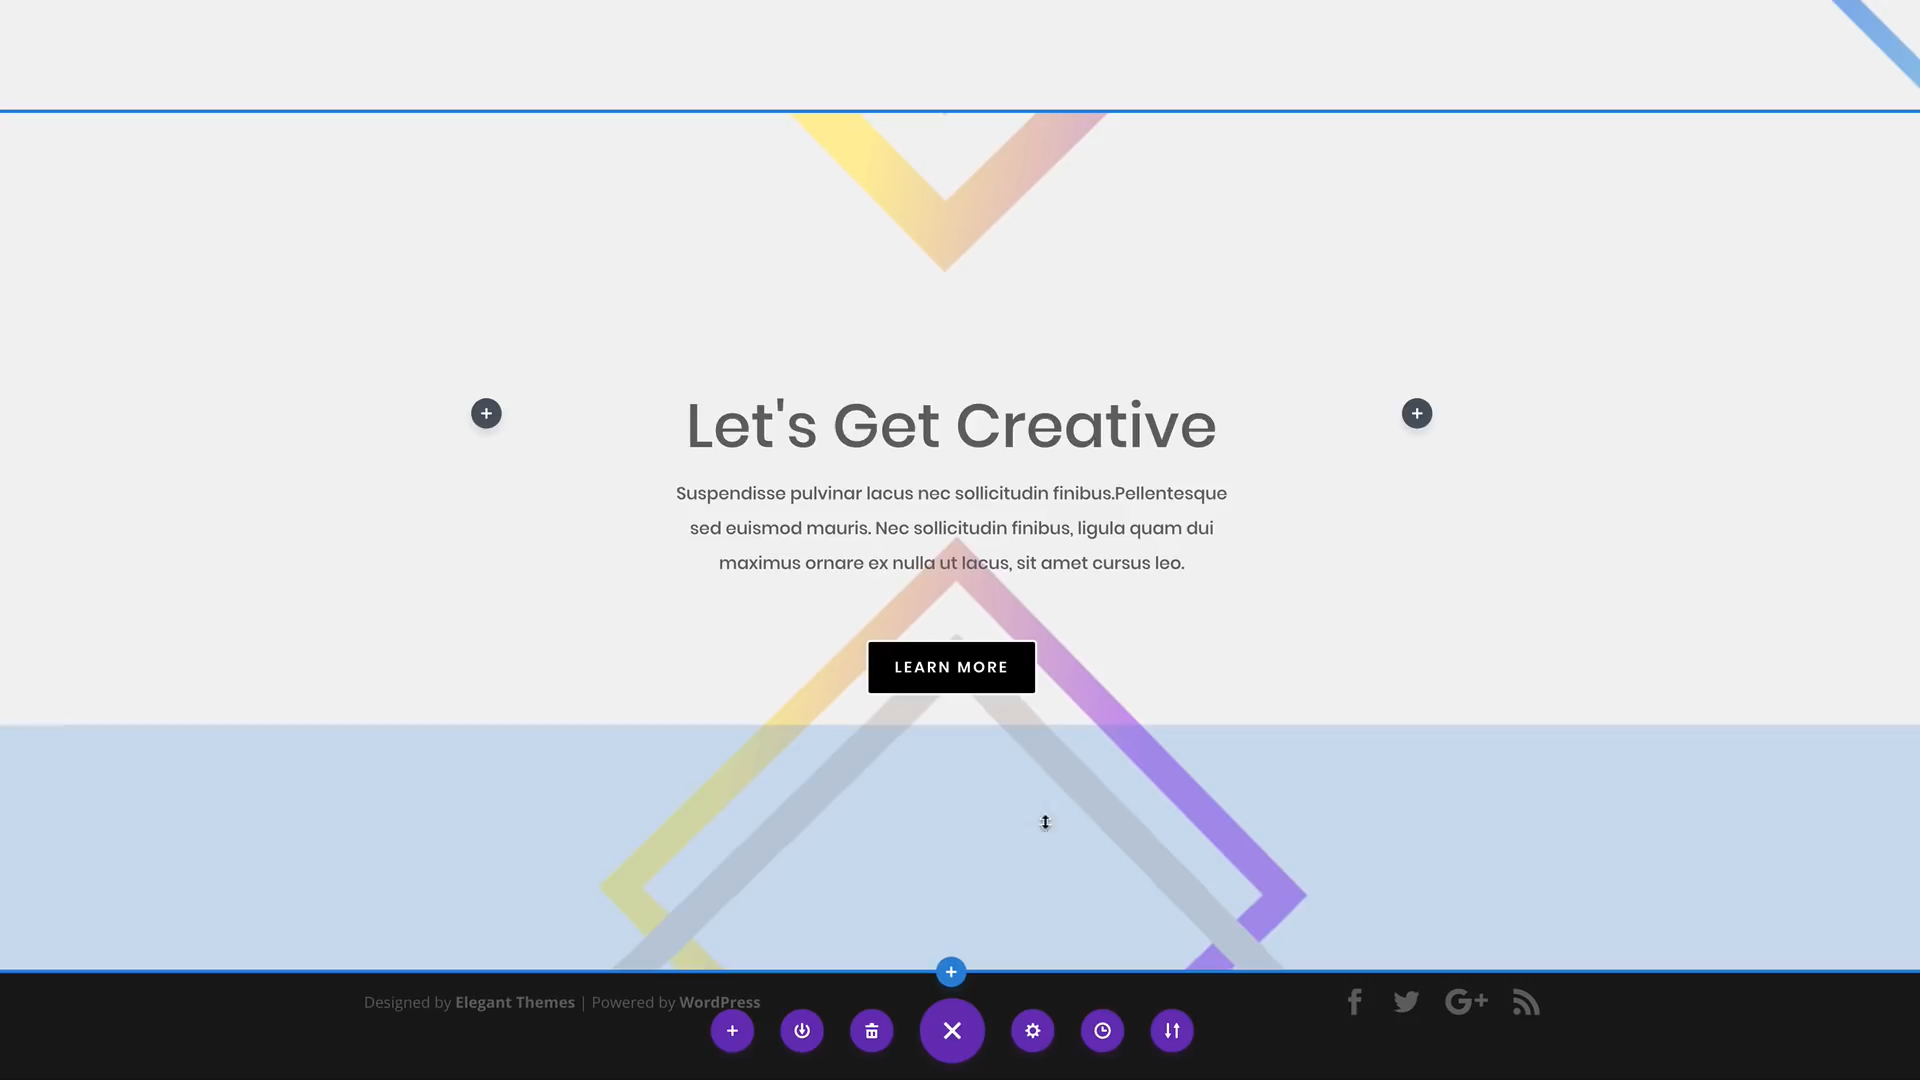 Let's Get Creative
Suspendisse pulvinar lacus nec sollicitudin finibus.Pellentesque
sed euismod mauris. Nec sollicitudin finibus, ligula quam dui
maximus ornare ex nulla ut lacus, sit amet cursus leo.
LEARN MORE
Designed by Elegant Themes | Powered by WordPress